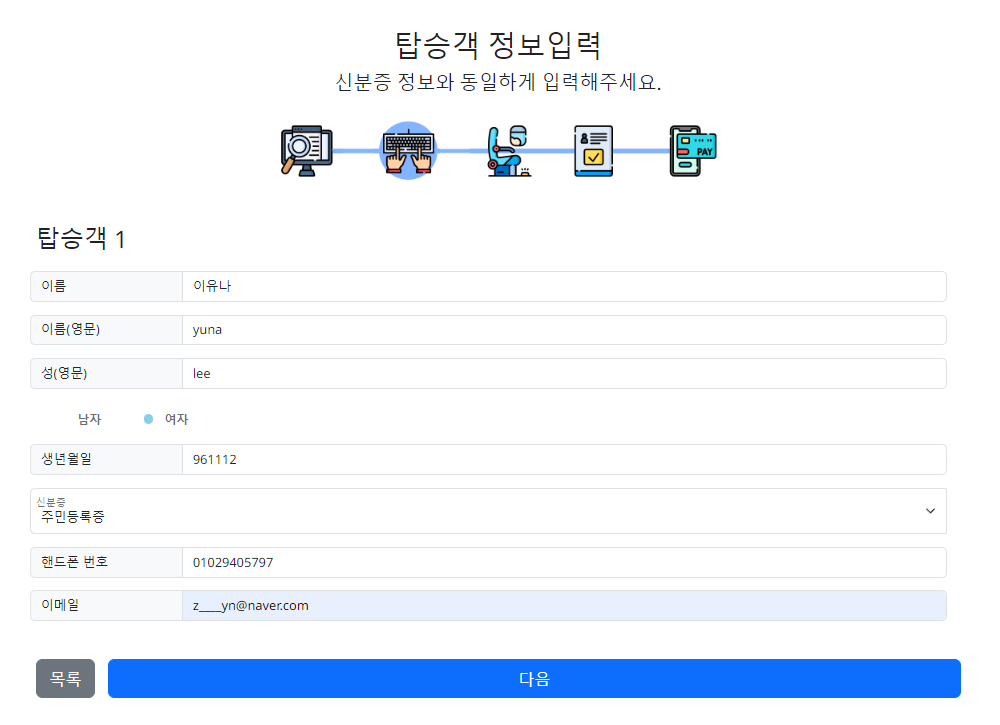 탑승객 정보입력
신분증 정보와 동일하게 입력해주세요.
PAY
탑승객 1
이름 이유나
이름(영문) yuna
성(영문) lee
남자 여자
생년월일 961112
신분증
주민등록증
핸드폰 번호 01029405797
이메일 z____yn@naver.com
목록 다음